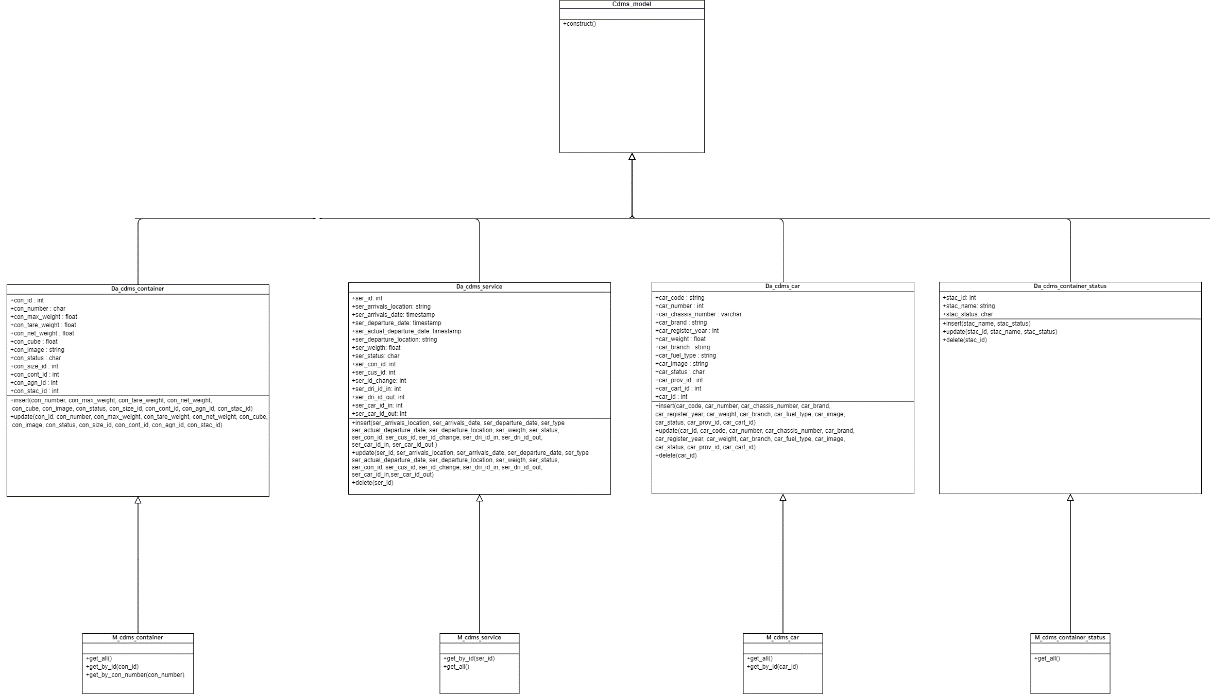 Cdms_model
+construct()
Da_cdms_container
+con_id : int
+con_number : char
+con_max_weight : float
+con_tare_weight : float
+con_net_weight : float
+con_cube : float
+con_image : string
+con_status : char
+con_size_id : int
+con_cont_id : int
+con_agn_id : int
+con_stac_id : int
+insert(con_number, con_max_weight, con_tare_weight, con_net_weight,
con_cube, con_image, con_status, con_size_id, con_cont_id, con_agn_id, con_stac_id)
+update(con_id, con_number, con_max_weight, con_tare_weight, con_net_weight, con_cube,
con_image, con_status, con_size_id, con_cont_id, con_agn_id, con_stac_id)
Da_cdms_service
+ser_id: int
+ser_arrivals_location: string
+ser_arrivals_date: timestamp
+ser_departure_date: timestamp
+ser_actual_departure_date: timestamp
+ser_departure_location: string
+ser_weigth: float
+ser_status: char
+ser_con_id: int
+ser_cus_id: int
+ser_id_change: int
+ser_dri_id_in: int
+ser_dri_id_out: int
+ser_car_id_in: int
+ser_car_id_out: int
+insert(ser_arrivals_location, ser_arrivals_date, ser_departure_date, ser_type
ser_actual_departure_date, ser_departure_location, ser_weigth, ser_status,
ser_con_id, ser_cus_id, ser_id_change, ser_dri_id_in, ser_dri_id_out,
ser_car_id_in, ser_car_id_out )
+update(ser_id, ser_arrivals_location, ser_arrivals_date, ser_departure_date, ser_type
ser_actual_departure_date, ser_departure_location, ser_weigth, ser_status,
ser_con_id, ser_cus_id, ser_id_change, ser_dri_id_in, ser_dri_id_out,
ser_car_id_in,ser_car_id_out)
+delete(ser_id)
Da_cdms_car
+car_code : string
+car_number : int
+car_chassis_number : varchar
+car_brand : string
+car_register_year : int
+car_weight : float
+car_branch : string
+car_fuel_type : string
+car_image : string
+car_status : char
+car_prov_id : int
+car_cart_id : int
+car_id : int
+insert(car_code, car_number, car_chassis_number, car_brand,
car_register_year, car_weight, car_branch, car_fuel_type, car_image,
car_status, car_prov_id, car_cart_id)
+update(car_id, car_code, car_number, car_chassis_number, car_brand,
car_register_year, car_weight, car_branch, car_fuel_type, car_image,
car_status, car_prov_id, car_cart_id)
+delete(car_id)
Da_cdms_container_status
+stac_id: int
+stac_name: string
+stac_status: char
+insert(stac_name, stac_status)
+update(stac_id, stac_name, stac_status)
+delete(stac_id)
M_cdms_container
+get_all()
+get_by_id(con_id)
+get_by_con_number(con_number)
M_cdms_service
+get_by_id(ser_id)
+get_all()
M_cdms_car
+get_all()
+get_by_id(car_id)
M_cdms_container_status
+get_all()